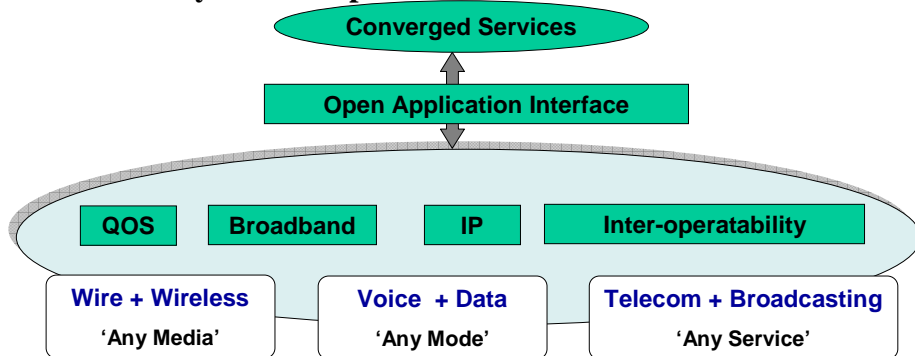 Converged Services
Open Application Interface
QOS Broadband IP Inter-operatability
Wire + Wireless Voice + Data Telecom + Broadcasting
‘Any Media’ ‘Any Mode’ ‘Any Service’